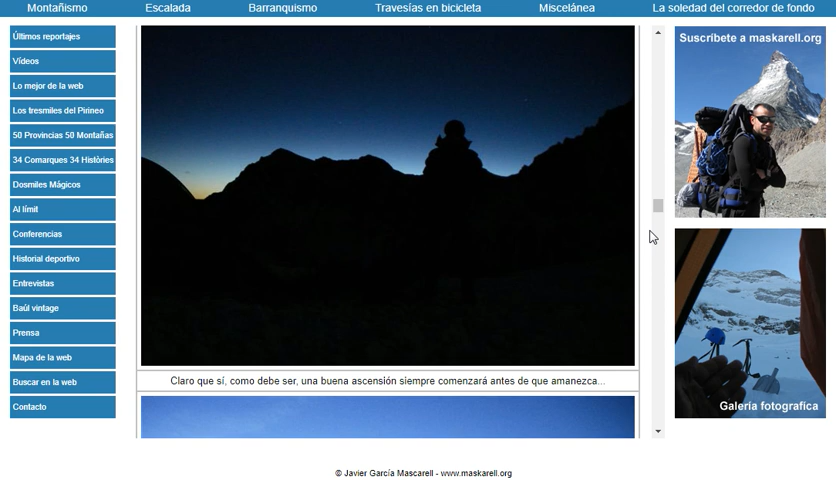 Montañismo Escalada Barranquismo Travesías en bicicleta Miscelánea La soledad del corredor de fondo
Últimos reportajes
Vídeos
Lo mejor de la web
Los tresmiles del Pirineo
50 Provincias 50 Montañas
34 Comarques 34 Històries
Dosmiles Mágicos
Al límit
Conferencias
Historial deportivo
Entrevistas
Baúl vintage
Prensa
Mapa de la web
Buscar en la web
Contacto
Claro que sí, como debe ser, una buena ascensión siempre comenzará antes de que amanezca...
Suscríbete a maskarell.org
Galería fotografíca
© Javier García Mascarell - www.maskarell.org